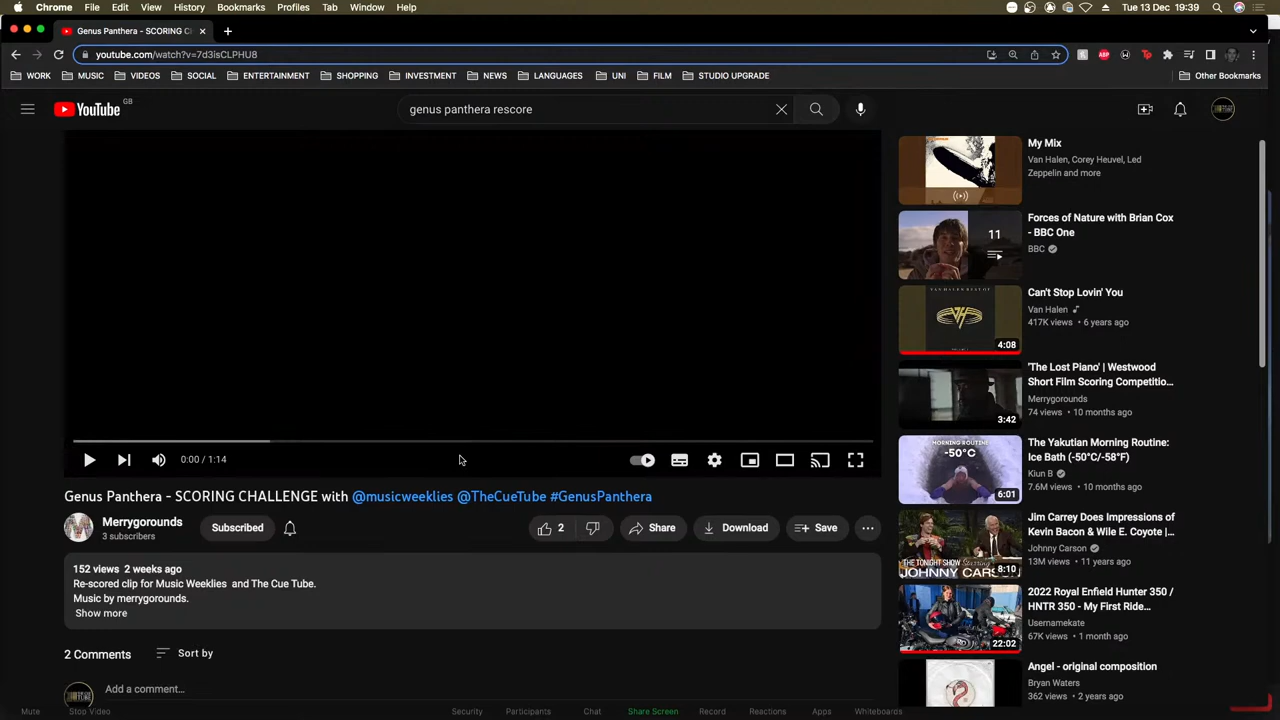 Chrome File Edit View History Bookmarks Profiles Tab Window Help Tue 13 Dec 19:39
Genus Panthera - SCORING C
youtube.com/watch?v=7d3isCLPHU8
WORK MUSIC VIDEOS SOCIAL ENTERTAINMENT SHOPPING INVESTMENT NEWS LANGUAGES UNI FILM STUDIO UPGRADE Other Bookmarks
YouTube GB
genus panthera rescore
0:00 / 1:14
Genus Panthera - SCORING CHALLENGE with @musicweeklies @TheCueTube #GenusPanthera
Merrygorounds
3 subscribers
Subscribed
2
Share
Download
Save
152 views 2 weeks ago
Re-scored clip for Music Weeklies and The Cue Tube.
Music by merrygorounds.
Show more
2 Comments
Sort by
Add a comment...
My Mix
Van Halen, Corey Heuvel, Led
Zeppelin and more
11
Forces of Nature with Brian Cox
- BBC One
BBC
VAN HALEN BEST OF
4:08
Can't Stop Lovin' You
Van Halen
417K views • 6 years ago
3:42
'The Lost Piano' | Westwood
Short Film Scoring Competitio...
Merrygorounds
74 views • 10 months ago
MORNING ROUTINE
-50°C
6:01
The Yakutian Morning Routine:
Ice Bath (-50°C/-58°F)
Kiun B
7.6M views • 10 months ago
THE TONIGHT SHOW Starring
JOHNNY CARS
8:10
Jim Carrey Does Impressions of
Kevin Bacon & Wile E. Coyote |...
Johnny Carson
13M views • 11 years ago
22:02
2022 Royal Enfield Hunter 350 /
HNTR 350 - My First Ride...
Usernamekate
67K views • 1 month ago
Angel - original composition
Bryan Waters
362 views • 2 years ago
Mute Stop Video Security Participants Chat Share Screen Record Reactions Apps Whiteboards